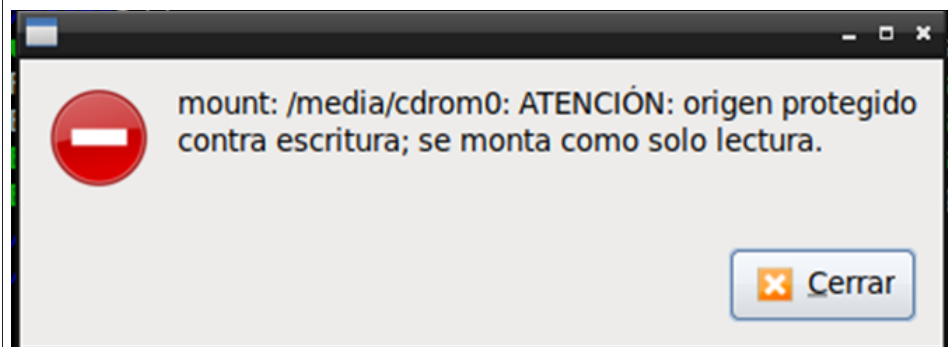 mount: /media/cdrom0: ATENCIÓN: origen protegido
contra escritura; se monta como solo lectura.
Cerrar